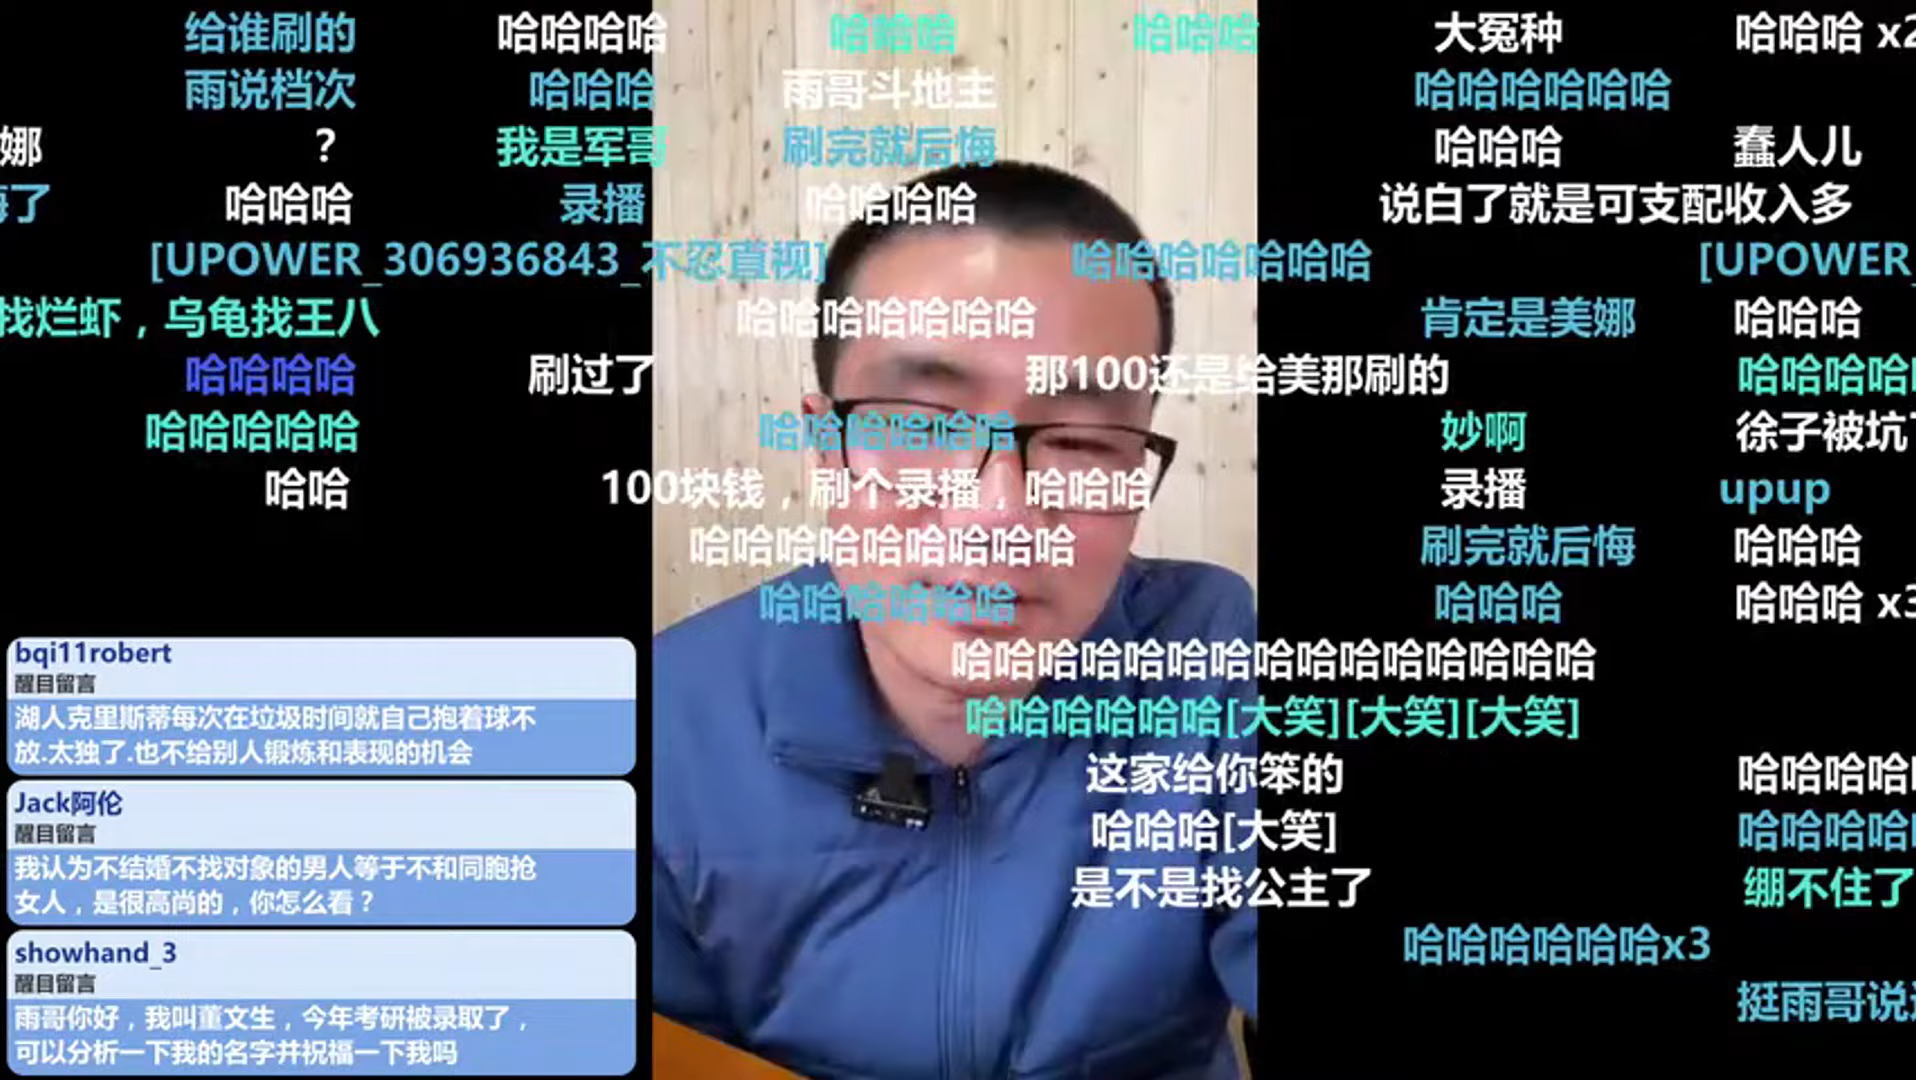 给谁刷的 哈哈哈哈 哈哈哈 哈哈哈 大冤种 哈哈哈 x2
雨说档次 哈哈哈 雨哥斗地主 哈哈哈哈哈哈
娜 ? 我是军哥 刷完就后悔 哈哈哈 蠢人儿
悔了 哈哈哈 录播 哈哈哈哈 说白了就是可支配收入多
[UPOWER_306936843_不忍直视] 哈哈哈哈哈哈哈 [UPOWER_
找烂虾，乌龟找王八 哈哈哈哈哈哈哈 肯定是美娜 哈哈哈
哈哈哈哈 刷过了 那100还是给美那刷的 哈哈哈哈
哈哈哈哈哈 哈哈哈哈哈哈 妙啊 徐子被坑了
哈哈 100块钱，刷个录播，哈哈哈 录播 upup
哈哈哈哈哈哈哈哈哈 刷完就后悔 哈哈哈
哈哈哈哈哈哈 哈哈哈 哈哈哈 x3
哈哈哈哈哈哈哈哈哈哈哈哈哈哈哈
哈哈哈哈哈哈[大笑][大笑][大笑]
这家给你笨的 哈哈哈哈
哈哈哈[大笑] 哈哈哈哈
是不是找公主了 绷不住了
哈哈哈哈哈哈x3
挺雨哥说
bqi11robert
醒目留言
湖人克里斯蒂每次在垃圾时间就自己抱着球不
放.太独了.也不给别人锻炼和表现的机会
Jack阿伦
醒目留言
我认为不结婚不找对象的男人等于不和同胞抢
女人，是很高尚的，你怎么看？
showhand_3
醒目留言
雨哥你好，我叫董文生，今年考研被录取了，
可以分析一下我的名字并祝福一下我吗